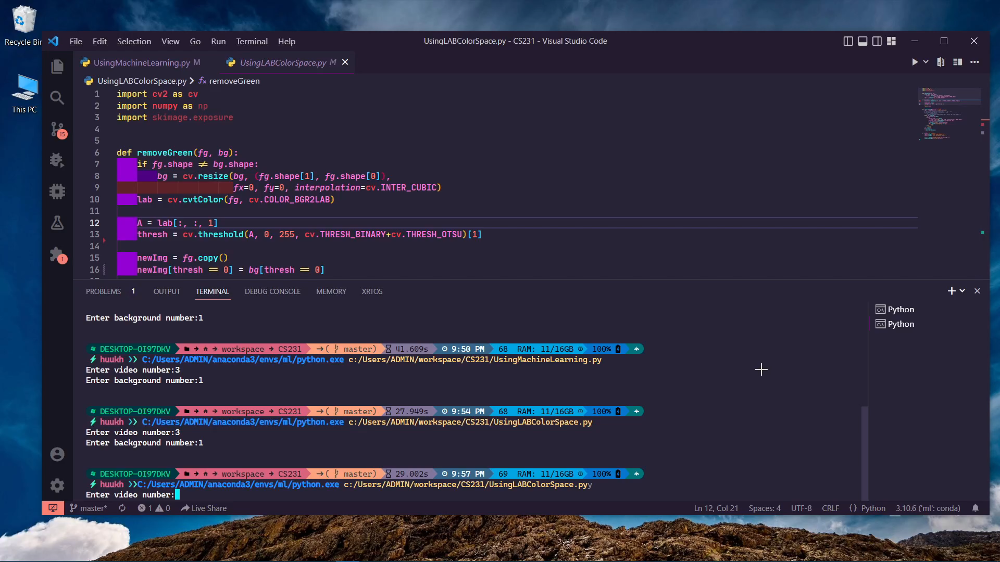 Recycle Bin
This PC
File Edit Selection View Go Run Terminal Help
UsingLABColorSpace.py - CS231 - Visual Studio Code
UsingMachineLearning.py M
UsingLABColorSpace.py M
UsingLABColorSpace.py > removeGreen
1 import cv2 as cv
2 import numpy as np
3 import skimage.exposure
4
5
6 def removeGreen(fg, bg):
7 if fg.shape != bg.shape:
8 bg = cv.resize(bg, (fg.shape[1], fg.shape[0]),
9 fx=0, fy=0, interpolation=cv.INTER_CUBIC)
10 lab = cv.cvtColor(fg, cv.COLOR_BGR2LAB)
11
12 A = lab[:, :, 1]
13 thresh = cv.threshold(A, 0, 255, cv.THRESH_BINARY+cv.THRESH_OTSU)[1]
14
15 newImg = fg.copy()
16 newImg[thresh == 0] = bg[thresh == 0]
15
1
PROBLEMS 1 OUTPUT TERMINAL DEBUG CONSOLE MEMORY XRTOS
Python
Python
Enter background number:1
DESKTOP-OI97DKV workspace CS231 ( master) 41.609s 9:50 PM 68 RAM: 11/16GB 100%
huukh C:/Users/ADMIN/anaconda3/envs/ml/python.exe c:/Users/ADMIN/workspace/CS231/UsingMachineLearning.py
Enter video number:3
Enter background number:1
DESKTOP-OI97DKV workspace CS231 ( master) 27.949s 9:54 PM 68 RAM: 11/16GB 100%
huukh C:/Users/ADMIN/anaconda3/envs/ml/python.exe c:/Users/ADMIN/workspace/CS231/UsingLABColorSpace.py
Enter video number:3
Enter background number:1
DESKTOP-OI97DKV workspace CS231 ( master) 29.002s 9:57 PM 69 RAM: 11/16GB 100%
huukh C:/Users/ADMIN/anaconda3/envs/ml/python.exe c:/Users/ADMIN/workspace/CS231/UsingLABColorSpace.pyy
Enter video number:
master* 1 0 Live Share
Ln 12, Col 21 Spaces: 4 UTF-8 CRLF { } Python 3.10.6 ('ml': conda)